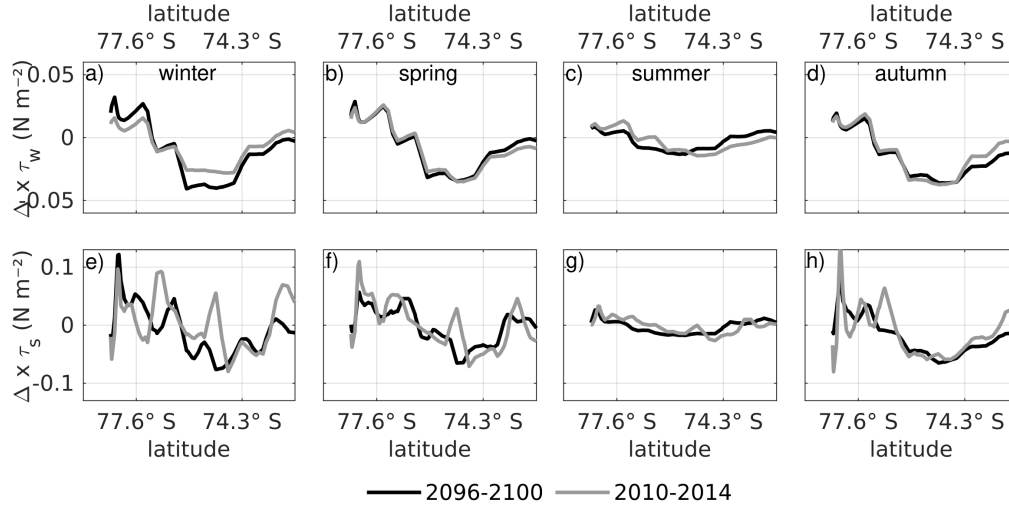 latitude latitude latitude latitude
77.6° S 74.3° S 77.6° S 74.3° S 77.6° S 74.3° S 77.6° S 74.3° S
a) winter b) spring c) summer d) autumn
0.05
0
0.05
Δ x τw (N m⁻²)
e) f) g) h)
0.1
0
-0.1
Δ x τs (N m⁻²)
77.6° S 74.3° S 77.6° S 74.3° S 77.6° S 74.3° S 77.6° S 74.3° S
latitude latitude latitude latitude
2096-2100 2010-2014